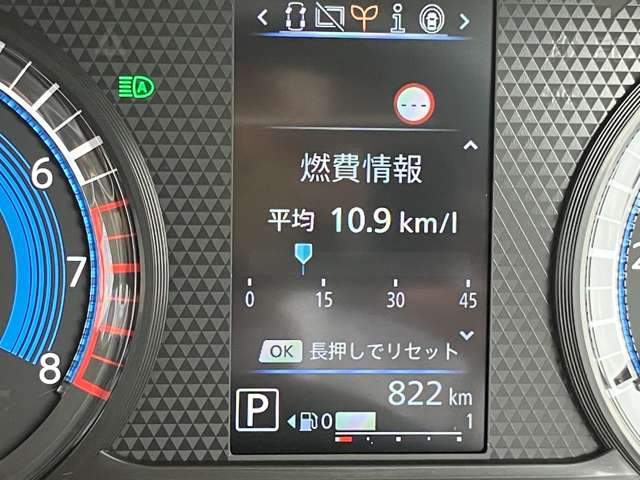 A
i
---
燃費情報
平均 10.9 km/l
0 15 30 45
OK 長押しでリセット
822 km
P 0 1
6
7
8
2